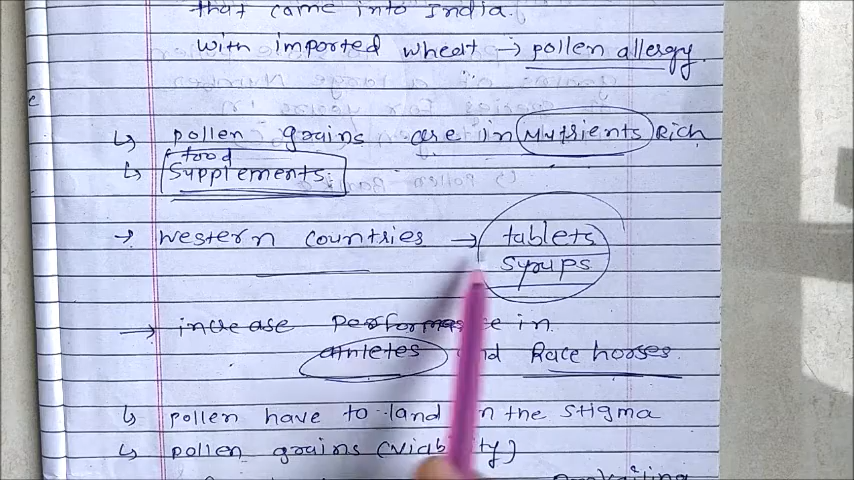 that come into India.
with imported wheat → pollen allergy.
↳ pollen grains are in Nutrients Rich
↳ food
Supplements.
→ Western countries → tablets
syrups
→ increase Performance in
athletes and Race horses.
↳ pollen have to land on the stigma
↳ pollen grains (viability)